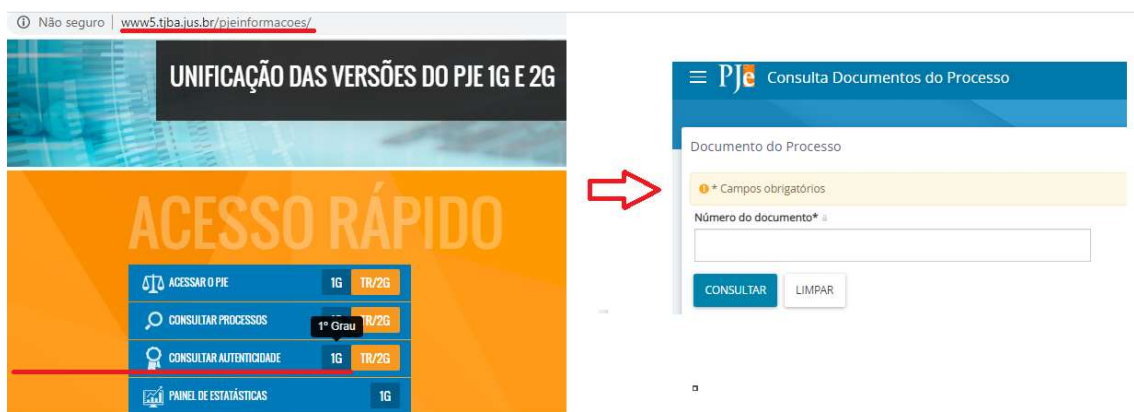 Não seguro | www5.tjba.jus.br/pjeinformacoes/
UNIFICAÇÃO DAS VERSÕES DO PJE 1G E 2G
ACESSO RÁPIDO
ACESSAR O PJE 1G TR/2G
CONSULTAR PROCESSOS TR/2G
1º Grau
CONSULTAR AUTENTICIDADE 1G TR/2G
PAINEL DE ESTATÁSTICAS 1G
PJe Consulta Documentos do Processo
Documento do Processo
* Campos obrigatórios
Número do documento*
CONSULTAR LIMPAR